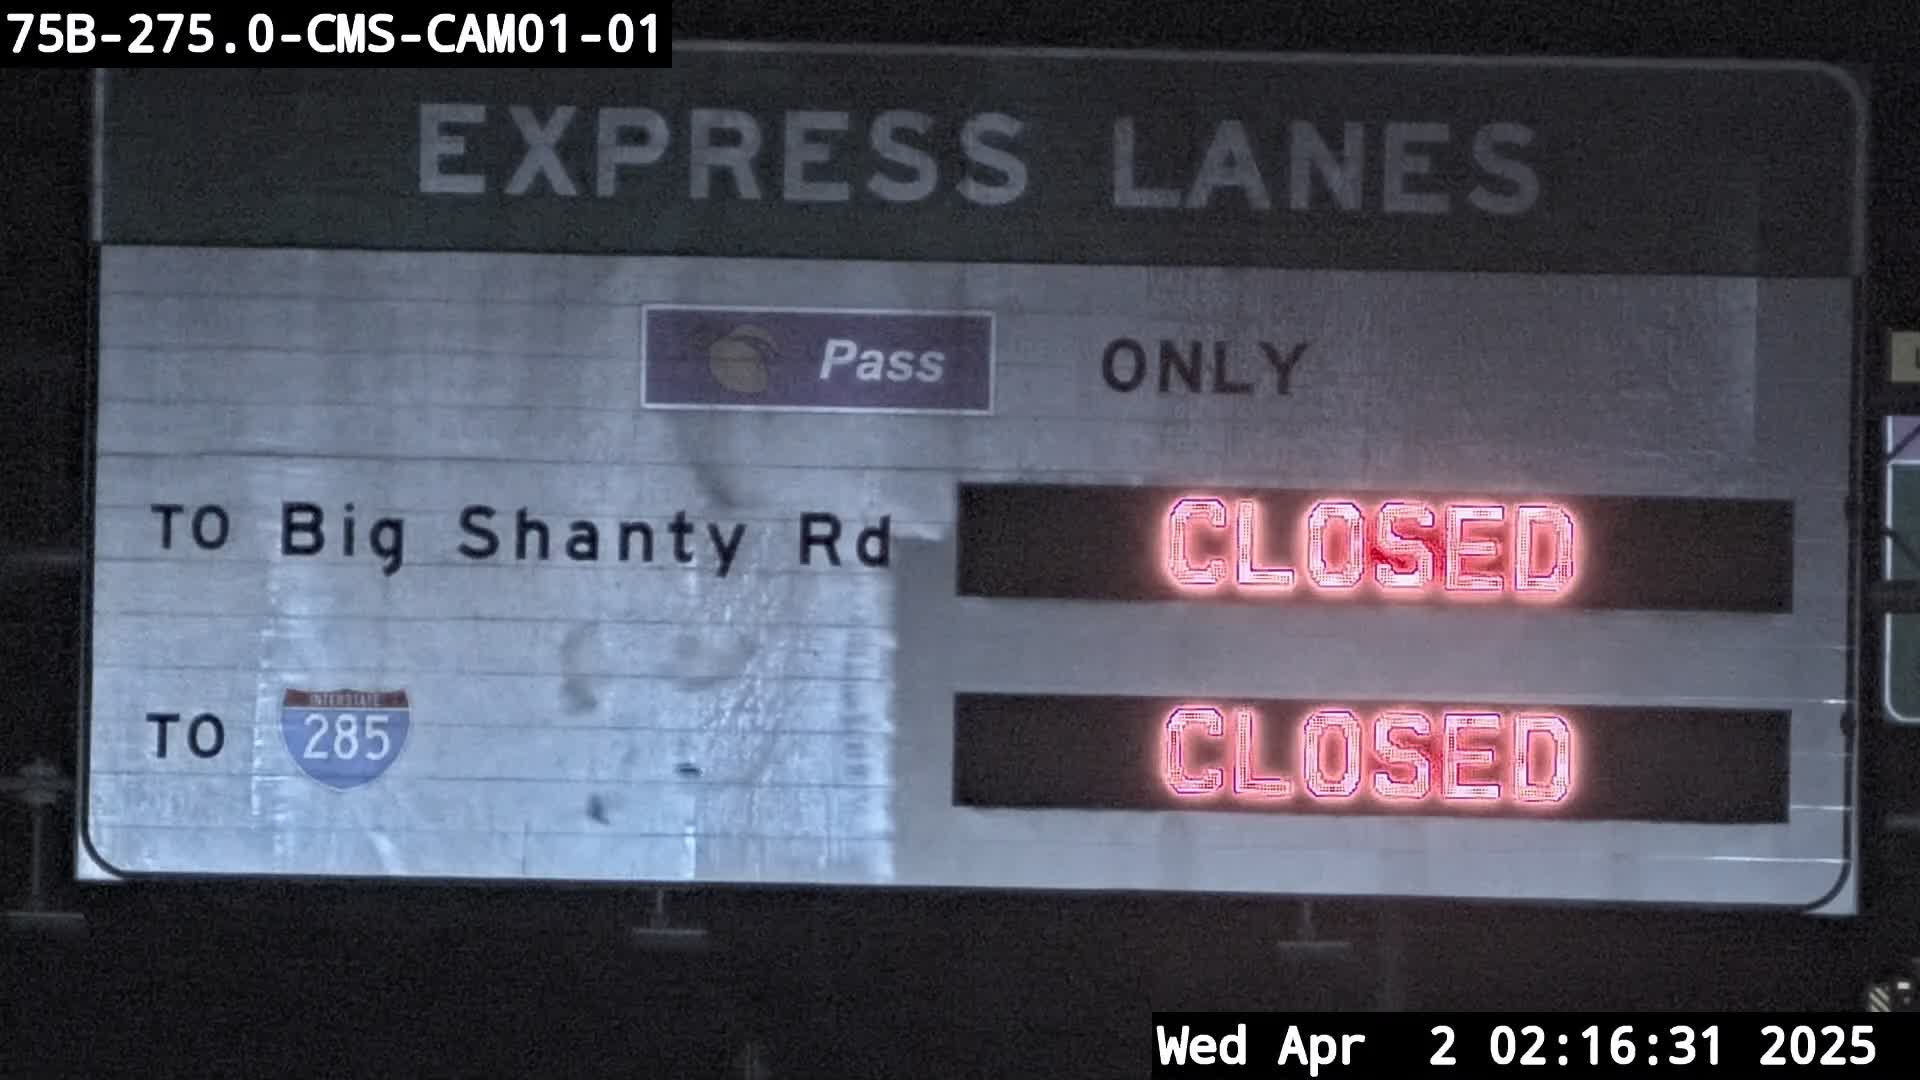 75B-275.0-CMS-CAM01-01
EXPRESS LANES
Pass ONLY
TO Big Shanty Rd CLOSED
INTERSTATE
TO 285 CLOSED
Wed Apr 2 02:16:31 2025